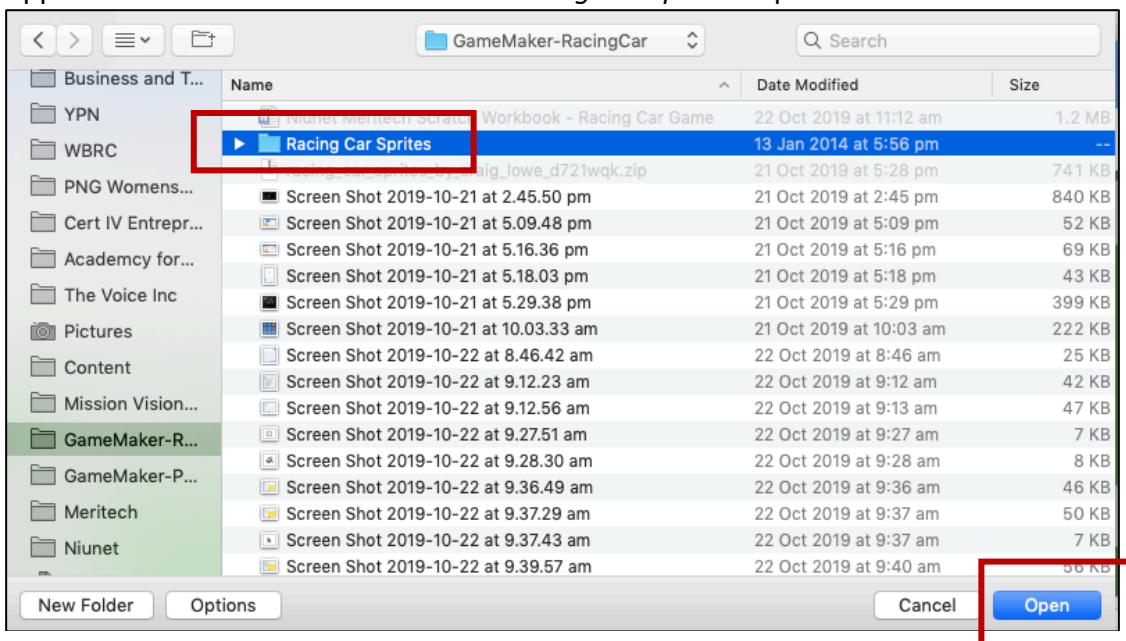 GameMaker-RacingCar
Search
Business and T...
YPN
WBRC
PNG Womens...
Cert IV Entrepr...
Academcy for...
The Voice Inc
Pictures
Content
Mission Vision...
GameMaker-R...
GameMaker-P...
Meritech
Niunet
Name Date Modified Size
Niunet Meritech Scratch Workbook - Racing Car Game 22 Oct 2019 at 11:12 am 1.2 MB
Racing Car Sprites 13 Jan 2014 at 5:56 pm --
racing_car_sprites_by_craig_lowe_d721wqk.zip 21 Oct 2019 at 5:28 pm 741 KB
Screen Shot 2019-10-21 at 2.45.50 pm 21 Oct 2019 at 2:45 pm 840 KB
Screen Shot 2019-10-21 at 5.09.48 pm 21 Oct 2019 at 5:09 pm 52 KB
Screen Shot 2019-10-21 at 5.16.36 pm 21 Oct 2019 at 5:16 pm 69 KB
Screen Shot 2019-10-21 at 5.18.03 pm 21 Oct 2019 at 5:18 pm 43 KB
Screen Shot 2019-10-21 at 5.29.38 pm 21 Oct 2019 at 5:29 pm 399 KB
Screen Shot 2019-10-21 at 10.03.33 am 21 Oct 2019 at 10:03 am 222 KB
Screen Shot 2019-10-22 at 8.46.42 am 22 Oct 2019 at 8:46 am 25 KB
Screen Shot 2019-10-22 at 9.12.23 am 22 Oct 2019 at 9:12 am 42 KB
Screen Shot 2019-10-22 at 9.12.56 am 22 Oct 2019 at 9:13 am 47 KB
Screen Shot 2019-10-22 at 9.27.51 am 22 Oct 2019 at 9:27 am 7 KB
Screen Shot 2019-10-22 at 9.28.30 am 22 Oct 2019 at 9:28 am 8 KB
Screen Shot 2019-10-22 at 9.36.49 am 22 Oct 2019 at 9:36 am 46 KB
Screen Shot 2019-10-22 at 9.37.29 am 22 Oct 2019 at 9:37 am 50 KB
Screen Shot 2019-10-22 at 9.37.43 am 22 Oct 2019 at 9:37 am 7 KB
Screen Shot 2019-10-22 at 9.39.57 am 22 Oct 2019 at 9:40 am 56 KB
New Folder Options Cancel Open